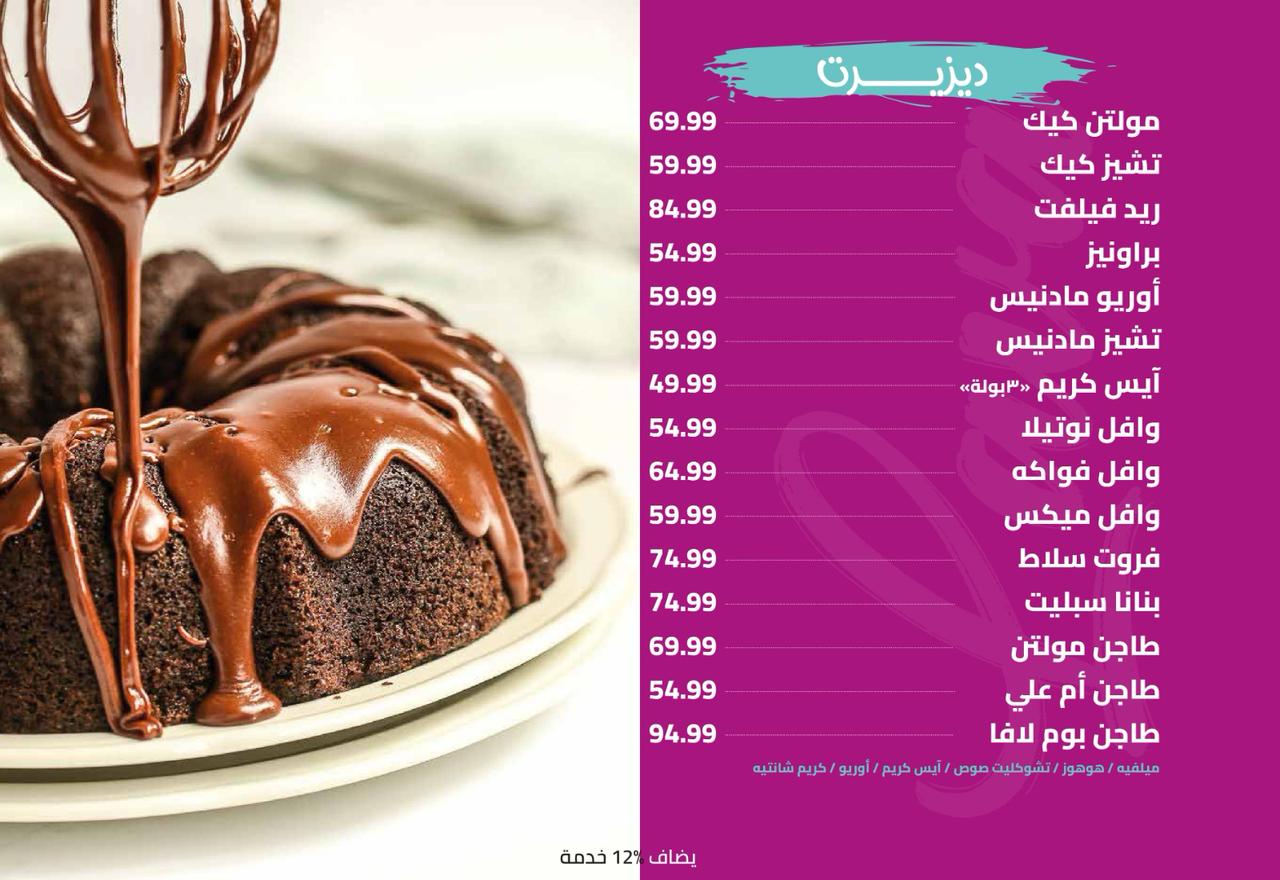 ديزيرت
مولتن كيك 69.99
تشيز كيك 59.99
ريد فيلفت 84.99
براونيز 54.99
أوريو مادنيس 59.99
تشيز مادنيس 59.99
آيس كريم «٣بولة» 49.99
وافل نوتيلا 54.99
وافل فواكه 64.99
وافل ميكس 59.99
فروت سلاط 74.99
بنانا سبليت 74.99
طاجن مولتن 69.99
طاجن أم علي 54.99
طاجن بوم لافا 94.99
ميلفيه / هوهوز / تشوكليت صوص / آيس كريم / أوريو / كريم شانتيه
يضاف 12% خدمة